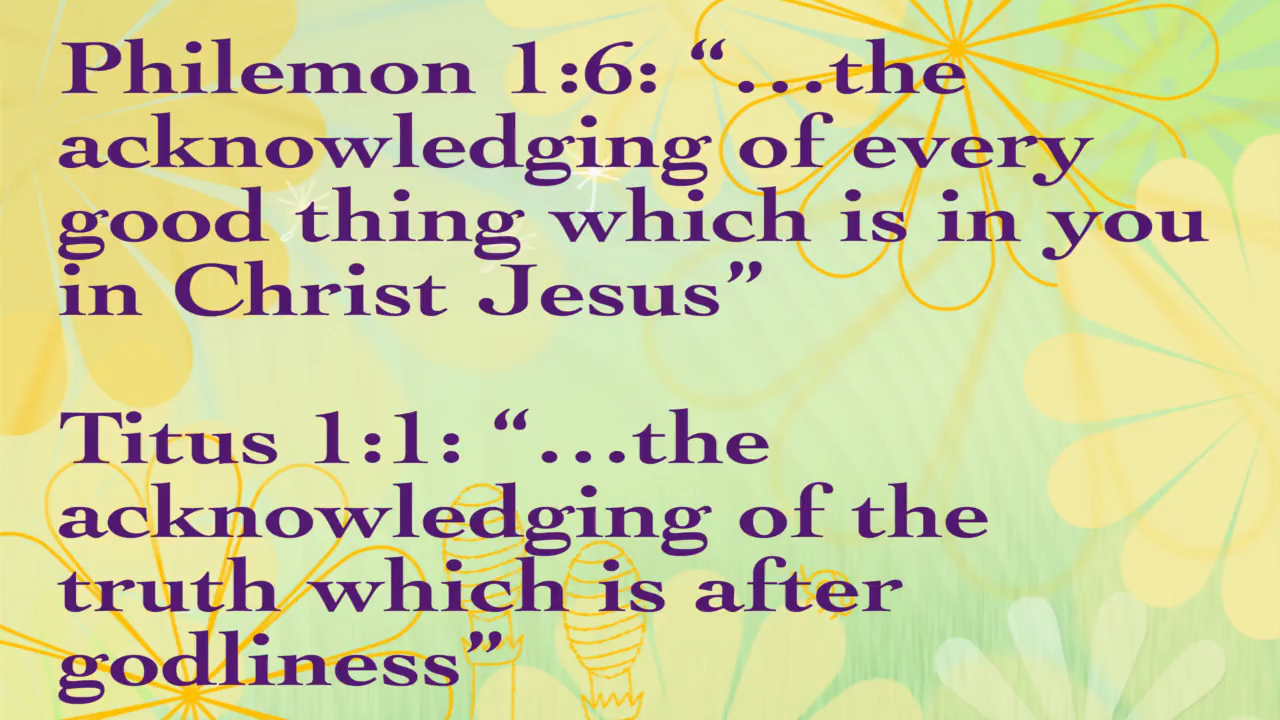 Philemon 1:6: “…the
acknowledging of every
good thing which is in you
in Christ Jesus”
Titus 1:1: “…the
acknowledging of the
truth which is after
godliness”